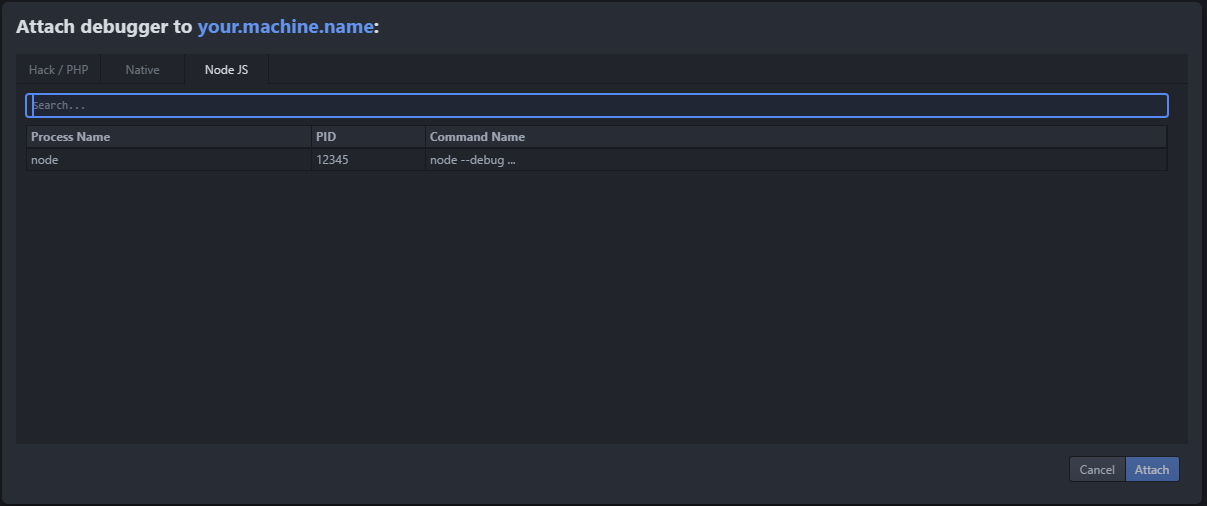 Attach debugger to your.machine.name:
Hack / PHP Native Node JS
Search...
Process Name PID Command Name
node 12345 node --debug ...
Cancel Attach